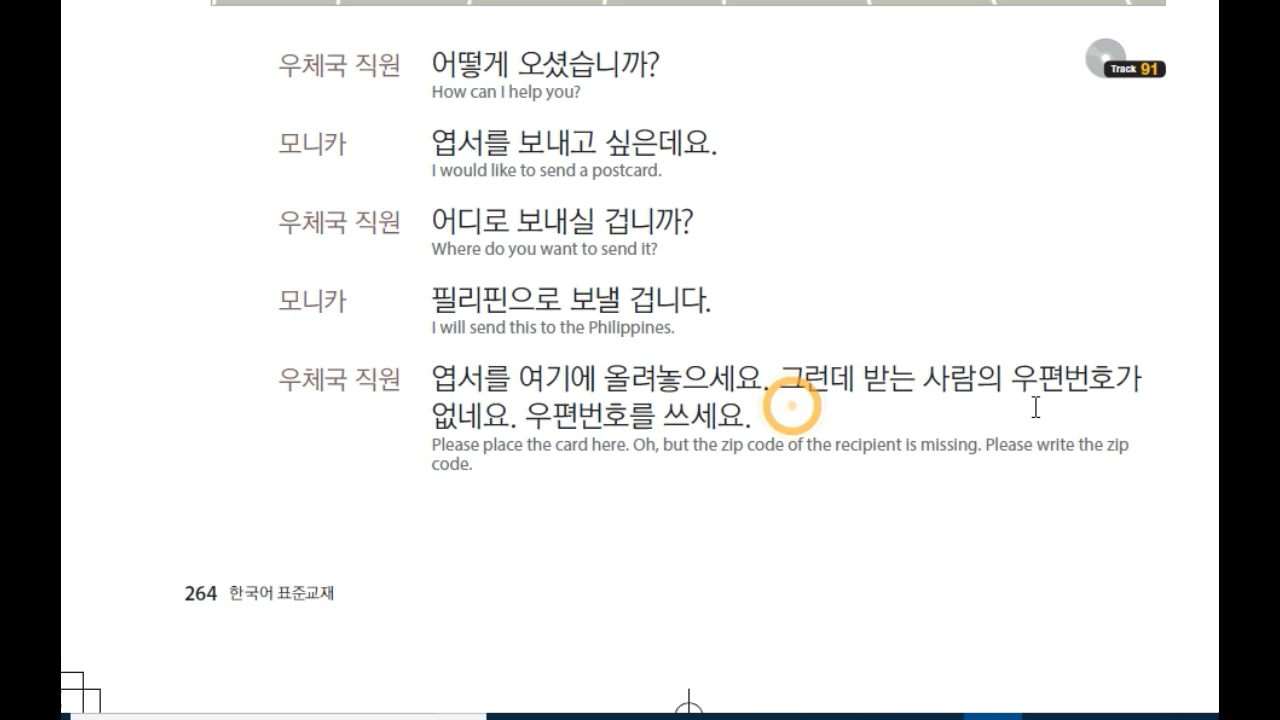 Track 91
우체국 직원 어떻게 오셨습니까?
How can I help you?
모니카 엽서를 보내고 싶은데요.
I would like to send a postcard.
우체국 직원 어디로 보내실 겁니까?
Where do you want to send it?
모니카 필리핀으로 보낼 겁니다.
I will send this to the Philippines.
우체국 직원 엽서를 여기에 올려놓으세요. 그런데 받는 사람의 우편번호가
없네요. 우편번호를 쓰세요.
Please place the card here. Oh, but the zip code of the recipient is missing. Please write the zip
code.
264 한국어 표준교재